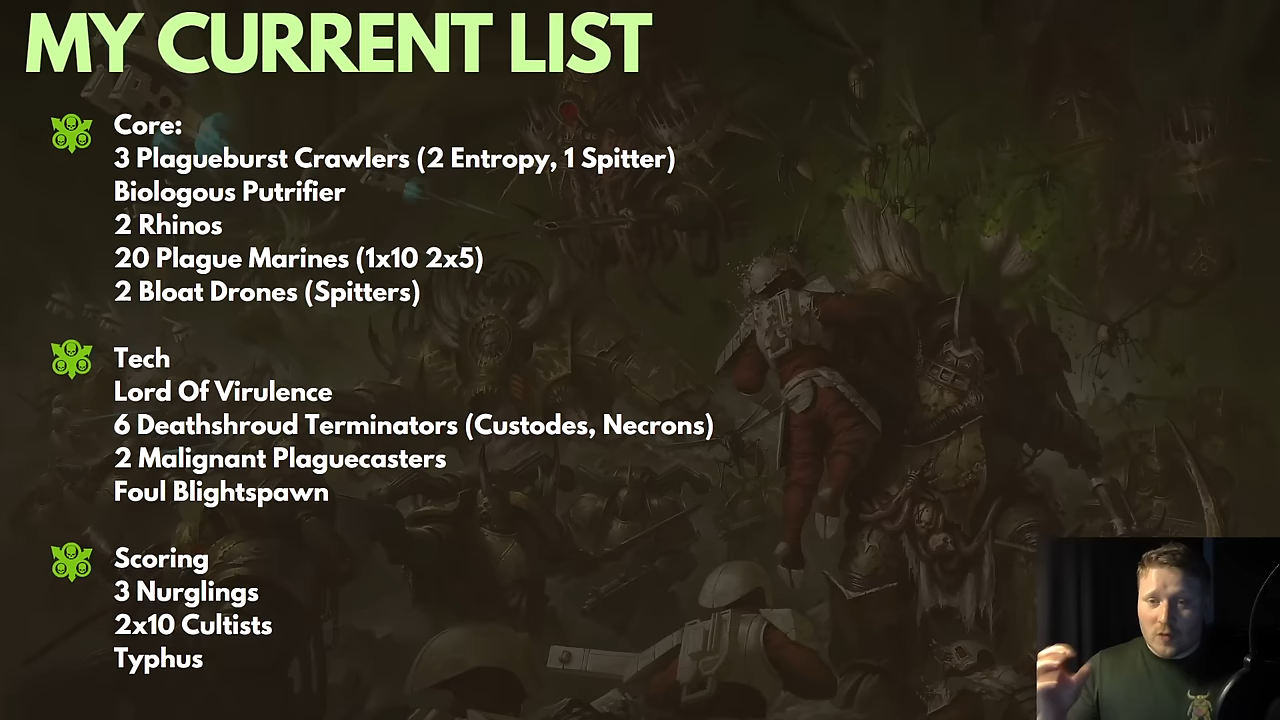 MY CURRENT LIST
Core:
3 Plagueburst Crawlers (2 Entropy, 1 Spitter)
Biologous Putrifier
2 Rhinos
20 Plague Marines (1x10 2x5)
2 Bloat Drones (Spitters)
Tech
Lord Of Virulence
6 Deathshroud Terminators (Custodes, Necrons)
2 Malignant Plaguecasters
Foul Blightspawn
Scoring
3 Nurglings
2x10 Cultists
Typhus